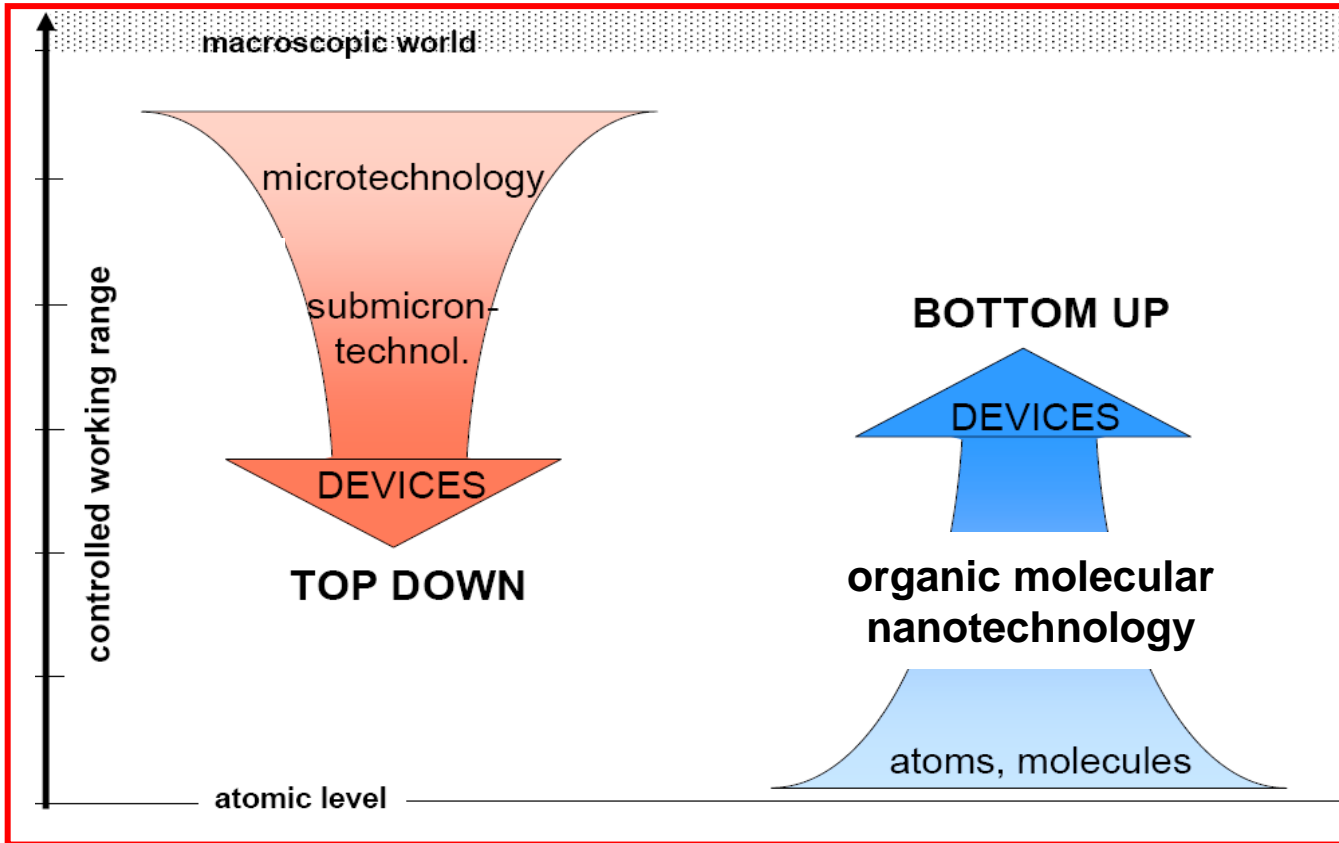 macroscopic world
microtechnology
submicron-
technol.
DEVICES
TOP DOWN
controlled working range
BOTTOM UP
DEVICES
organic molecular
nanotechnology
atoms, molecules
atomic level